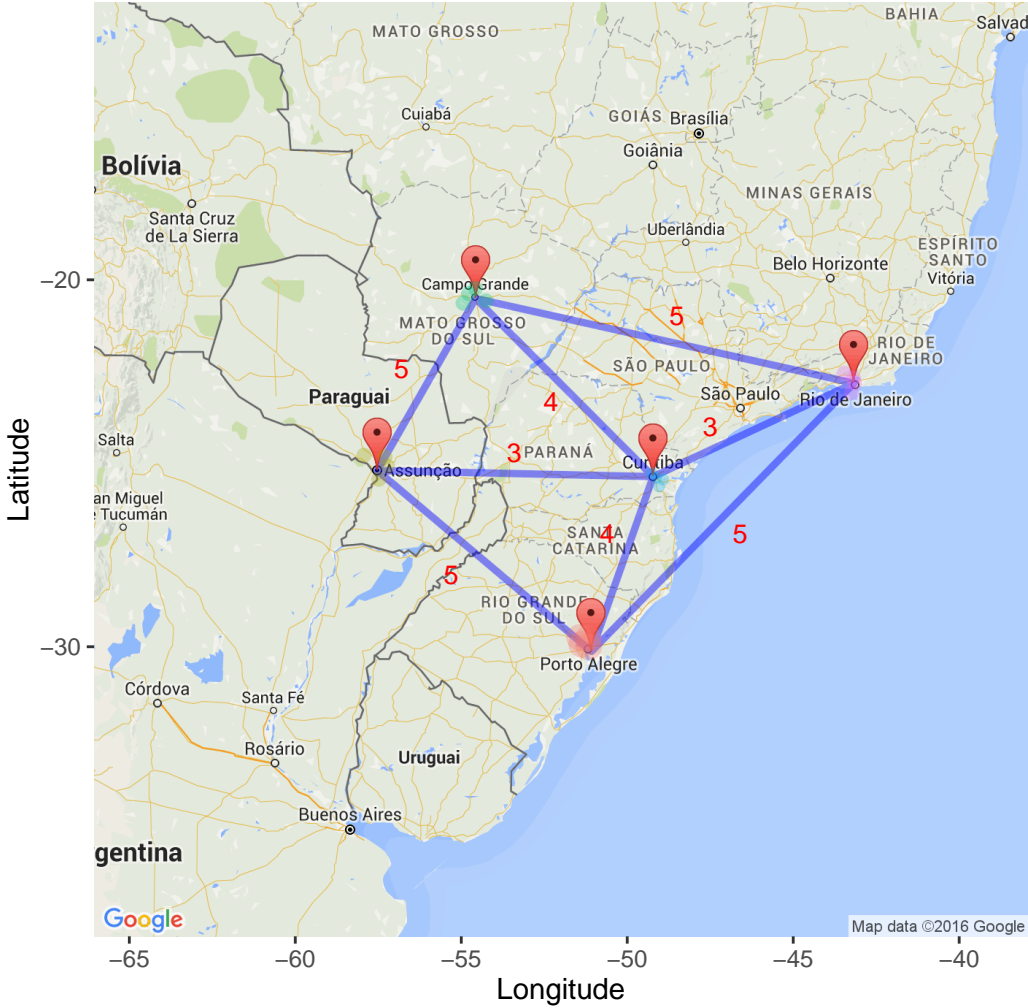 BAHIA
MATO GROSSO
Salvad
Cuiabá
GOIÁS
Brasília
Goiânia
Bolívia
MINAS GERAIS
Santa Cruz
de La Sierra
Uberlândia
ESPÍRITO
SANTO
Belo Horizonte
Vitória
−20
Campo Grande
5
MATO GROSSO
DO SUL
RIO DE
JANEIRO
5
SÃO PAULO
São Paulo
Rio de Janeiro
Paraguai
4
3
Salta
3
PARANÁ
Curitiba
Assunção
an Miguel
e Tucumán
SANTA
CATARINA
4
5
5
RIO GRANDE
DO SUL
−30
Porto Alegre
Córdova
Santa Fé
Rosário
Uruguai
Buenos Aires
gentina
Google
Map data ©2016 Google
−65
−60
−55
−50
−45
−40
Longitude
Latitude